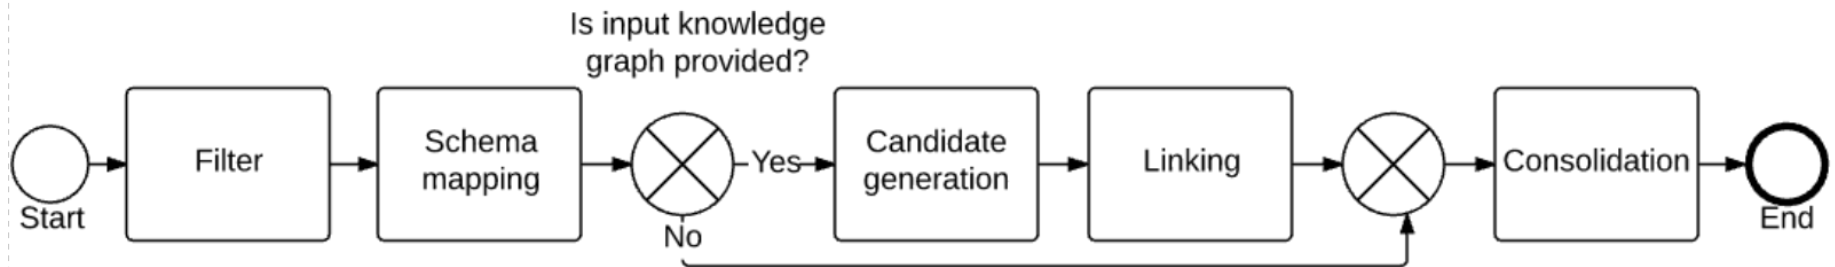 Is input knowledge
graph provided?
Start
Filter
Schema
mapping
Yes
No
Candidate
generation
Linking
Consolidation
End